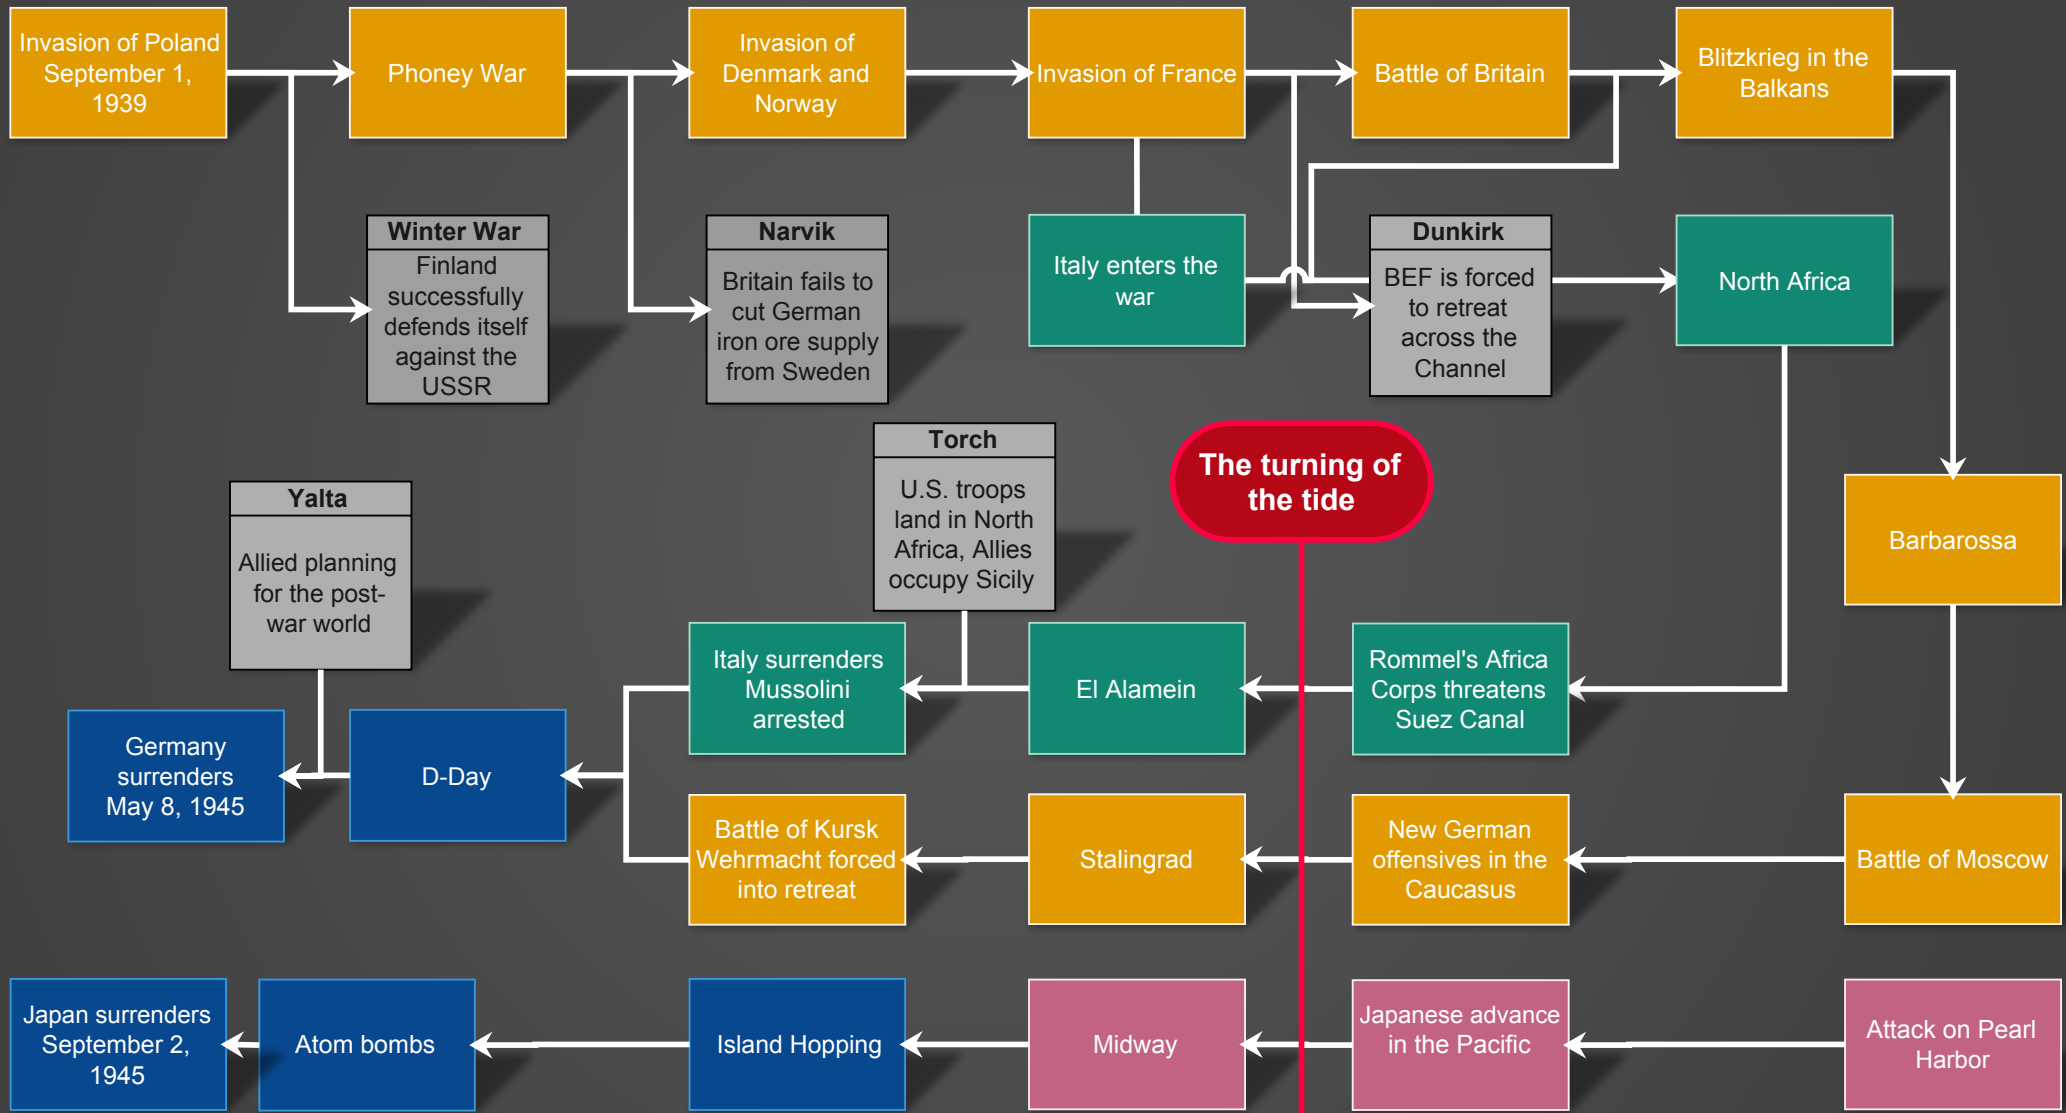 Invasion of Poland
September 1,
1939
Phoney War
Invasion of
Denmark and
Norway
Invasion of France
Battle of Britain
Blitzkrieg in the
Balkans
Winter War
Finland
successfully
defends itself
against the
USSR
Narvik
Britain fails to
cut German
iron ore supply
from Sweden
Italy enters the
war
Dunkirk
BEF is forced
to retreat
across the
Channel
North Africa
Torch
U.S. troops
land in North
Africa, Allies
occupy Sicily
The turning of
the tide
Yalta
Allied planning
for the post-
war world
Barbarossa
Italy surrenders
Mussolini
arrested
El Alamein
Rommel's Africa
Corps threatens
Suez Canal
Germany
surrenders
May 8, 1945
D-Day
Battle of Kursk
Wehrmacht forced
into retreat
Stalingrad
New German
offensives in the
Caucasus
Battle of Moscow
Japan surrenders
September 2,
1945
Atom bombs
Island Hopping
Midway
Japanese advance
in the Pacific
Attack on Pearl
Harbor